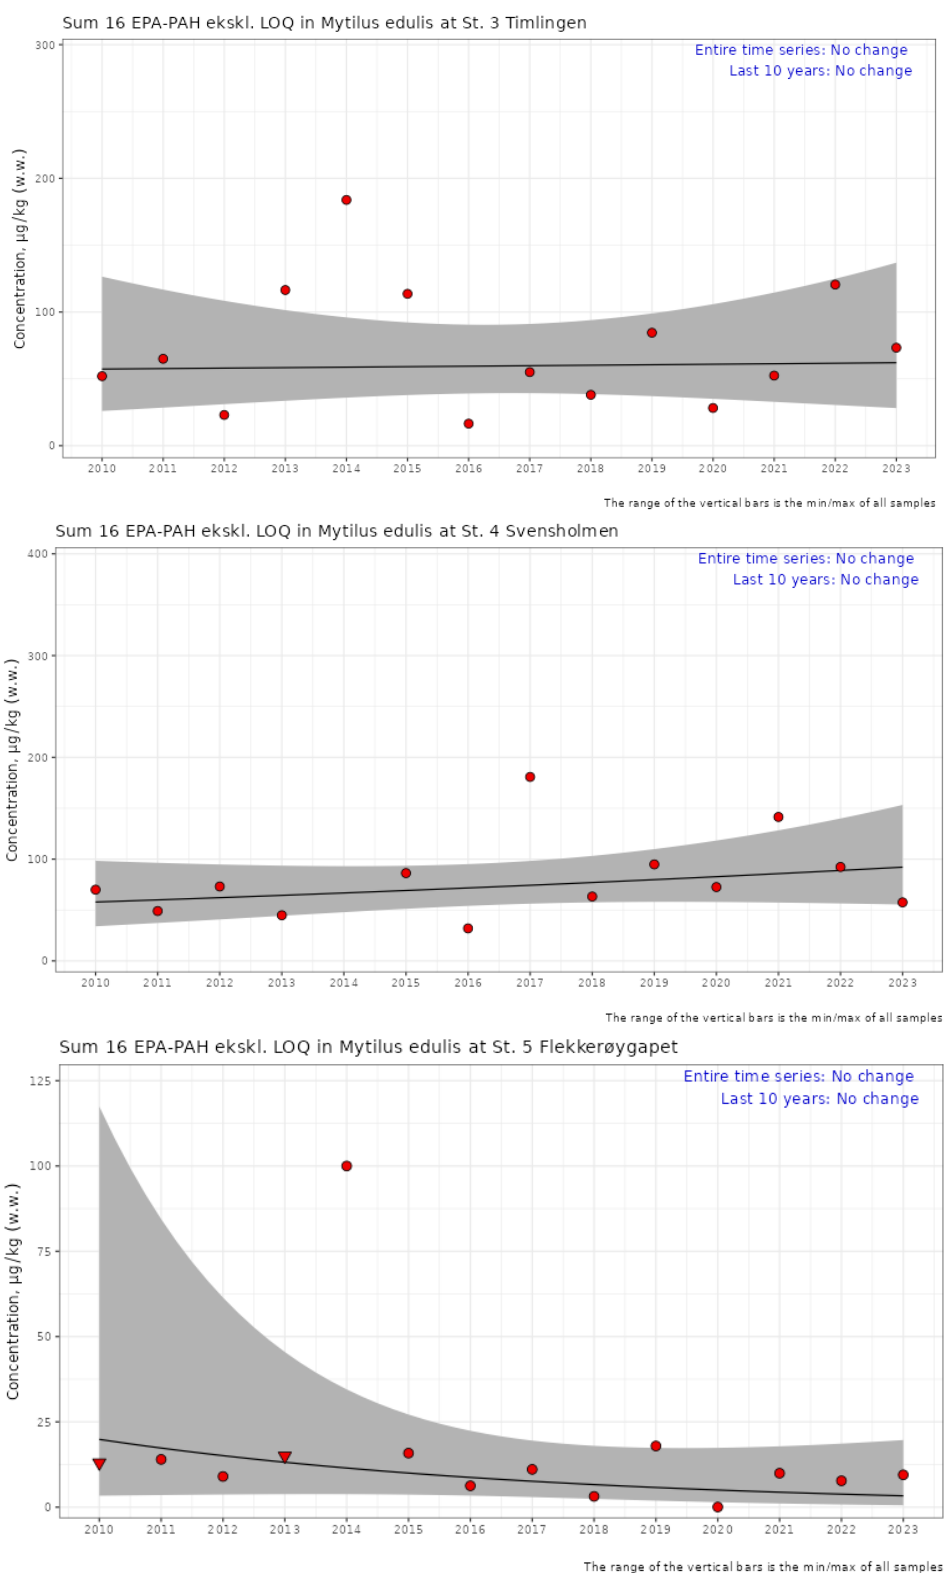 Sum 16 EPA-PAH ekskl. LOQ in Mytilus edulis at St. 3 Timlingen
Entire time series: No change
Last 10 years: No change
Concentration, µg/kg (w.w.)
300
200
100
0
2010 2011 2012 2013 2014 2015 2016 2017 2018 2019 2020 2021 2022 2023
The range of the vertical bars is the min/max of all samples
Sum 16 EPA-PAH ekskl. LOQ in Mytilus edulis at St. 4 Svensholmen
Entire time series: No change
Last 10 years: No change
Concentration, µg/kg (w.w.)
400
300
200
100
0
2010 2011 2012 2013 2014 2015 2016 2017 2018 2019 2020 2021 2022 2023
The range of the vertical bars is the min/max of all samples
Sum 16 EPA-PAH ekskl. LOQ in Mytilus edulis at St. 5 Flekkerøygapet
Entire time series: No change
Last 10 years: No change
Concentration, µg/kg (w.w.)
125
100
75
50
25
0
2010 2011 2012 2013 2014 2015 2016 2017 2018 2019 2020 2021 2022 2023
The range of the vertical bars is the min/max of all samples